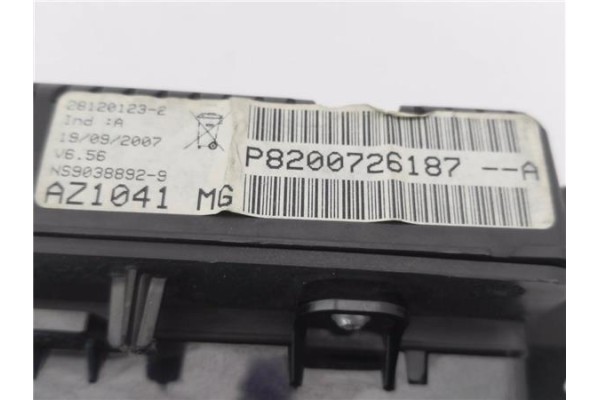 28120123-2
Ind :A
19/09/2007
V6.56
NS9038892-9
AZ1041 MG
P8200726187 --A